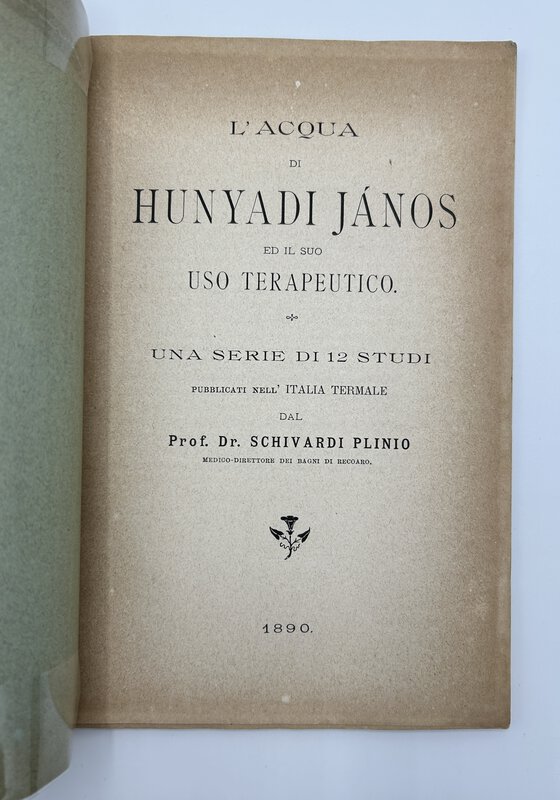 L'ACQUA
DI
HUNYADI JÁNOS
ED IL SUO
USO TERAPEUTICO.
UNA SERIE DI 12 STUDI
PUBBLICATI NELL' ITALIA TERMALE
DAL
Prof. Dr. SCHIVARDI PLINIO
MEDICO-DIRETTORE DEI BAGNI DI RECOARO.
1890.